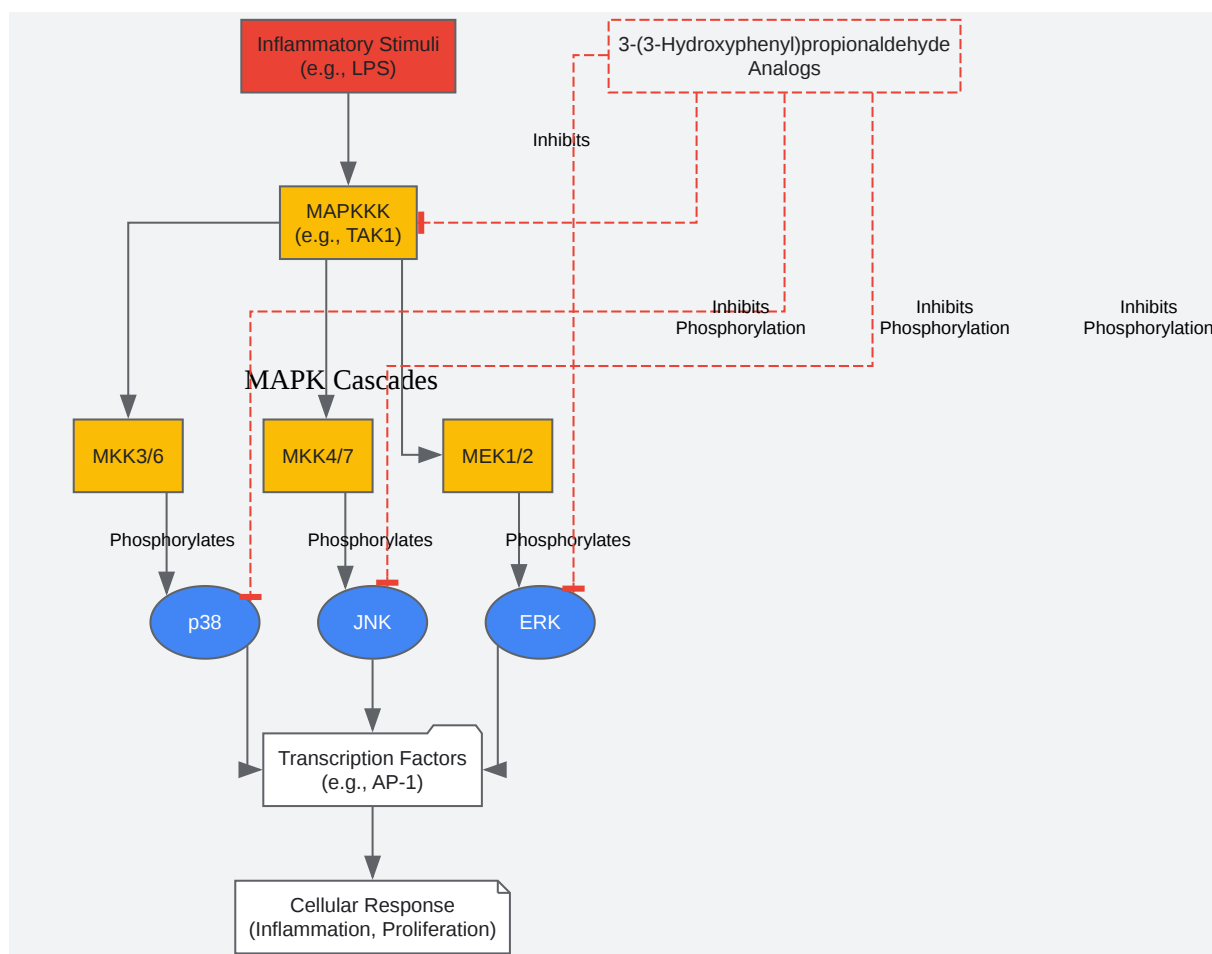 Inflammatory Stimuli
(e.g., LPS)
3-(3-Hydroxyphenyl)propionaldehyde
Analogs
Inhibits
MAPKKK
(e.g., TAK1)
Inhibits
Phosphorylation
Inhibits
Phosphorylation
Inhibits
Phosphorylation
MAPK Cascades
MKK3/6
MKK4/7
MEK1/2
Phosphorylates
Phosphorylates
Phosphorylates
p38
JNK
ERK
Transcription Factors
(e.g., AP-1)
Cellular Response
(Inflammation, Proliferation)